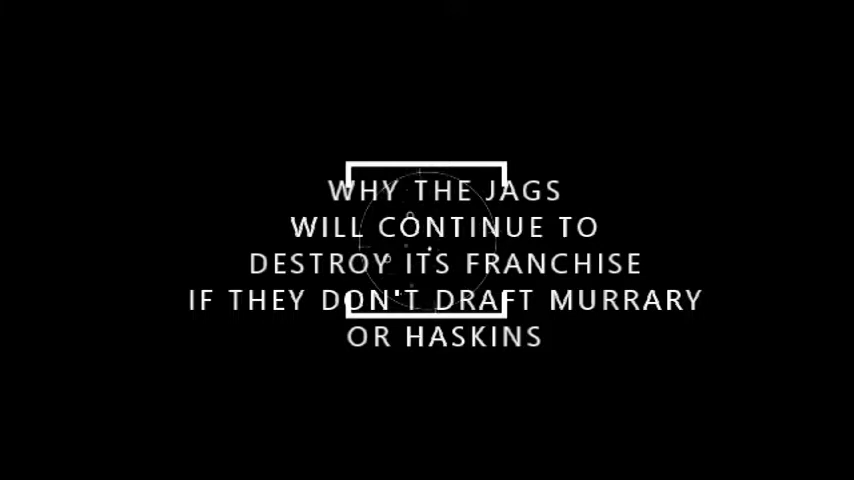 WHY THE JAGS
WILL CONTINUE TO
DESTROY ITS FRANCHISE
IF THEY DON'T DRAFT MURRARY
OR HASKINS